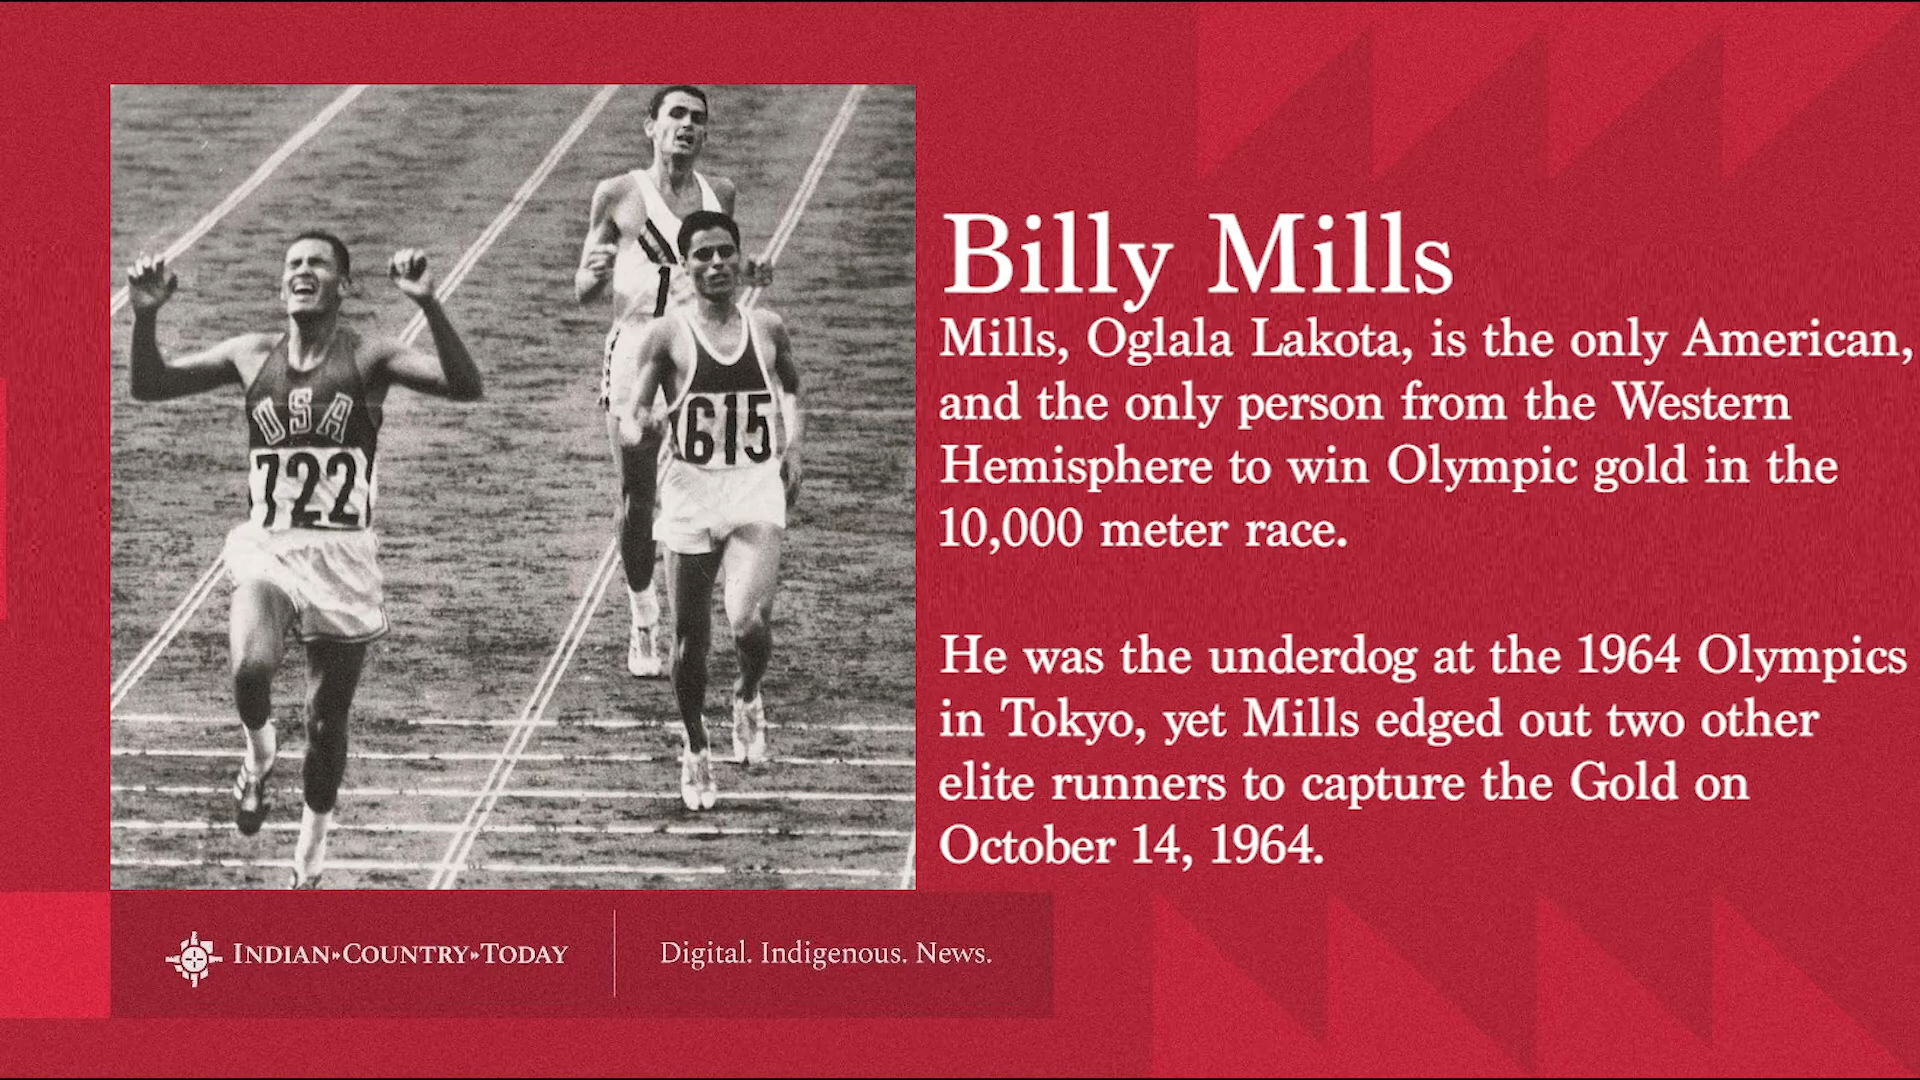 Billy Mills
Mills, Oglala Lakota, is the only American,
and the only person from the Western
Hemisphere to win Olympic gold in the
10,000 meter race.
He was the underdog at the 1964 Olympics
in Tokyo, yet Mills edged out two other
elite runners to capture the Gold on
October 14, 1964.
USA
722
615
INDIAN COUNTRY TODAY
Digital. Indigenous. News.